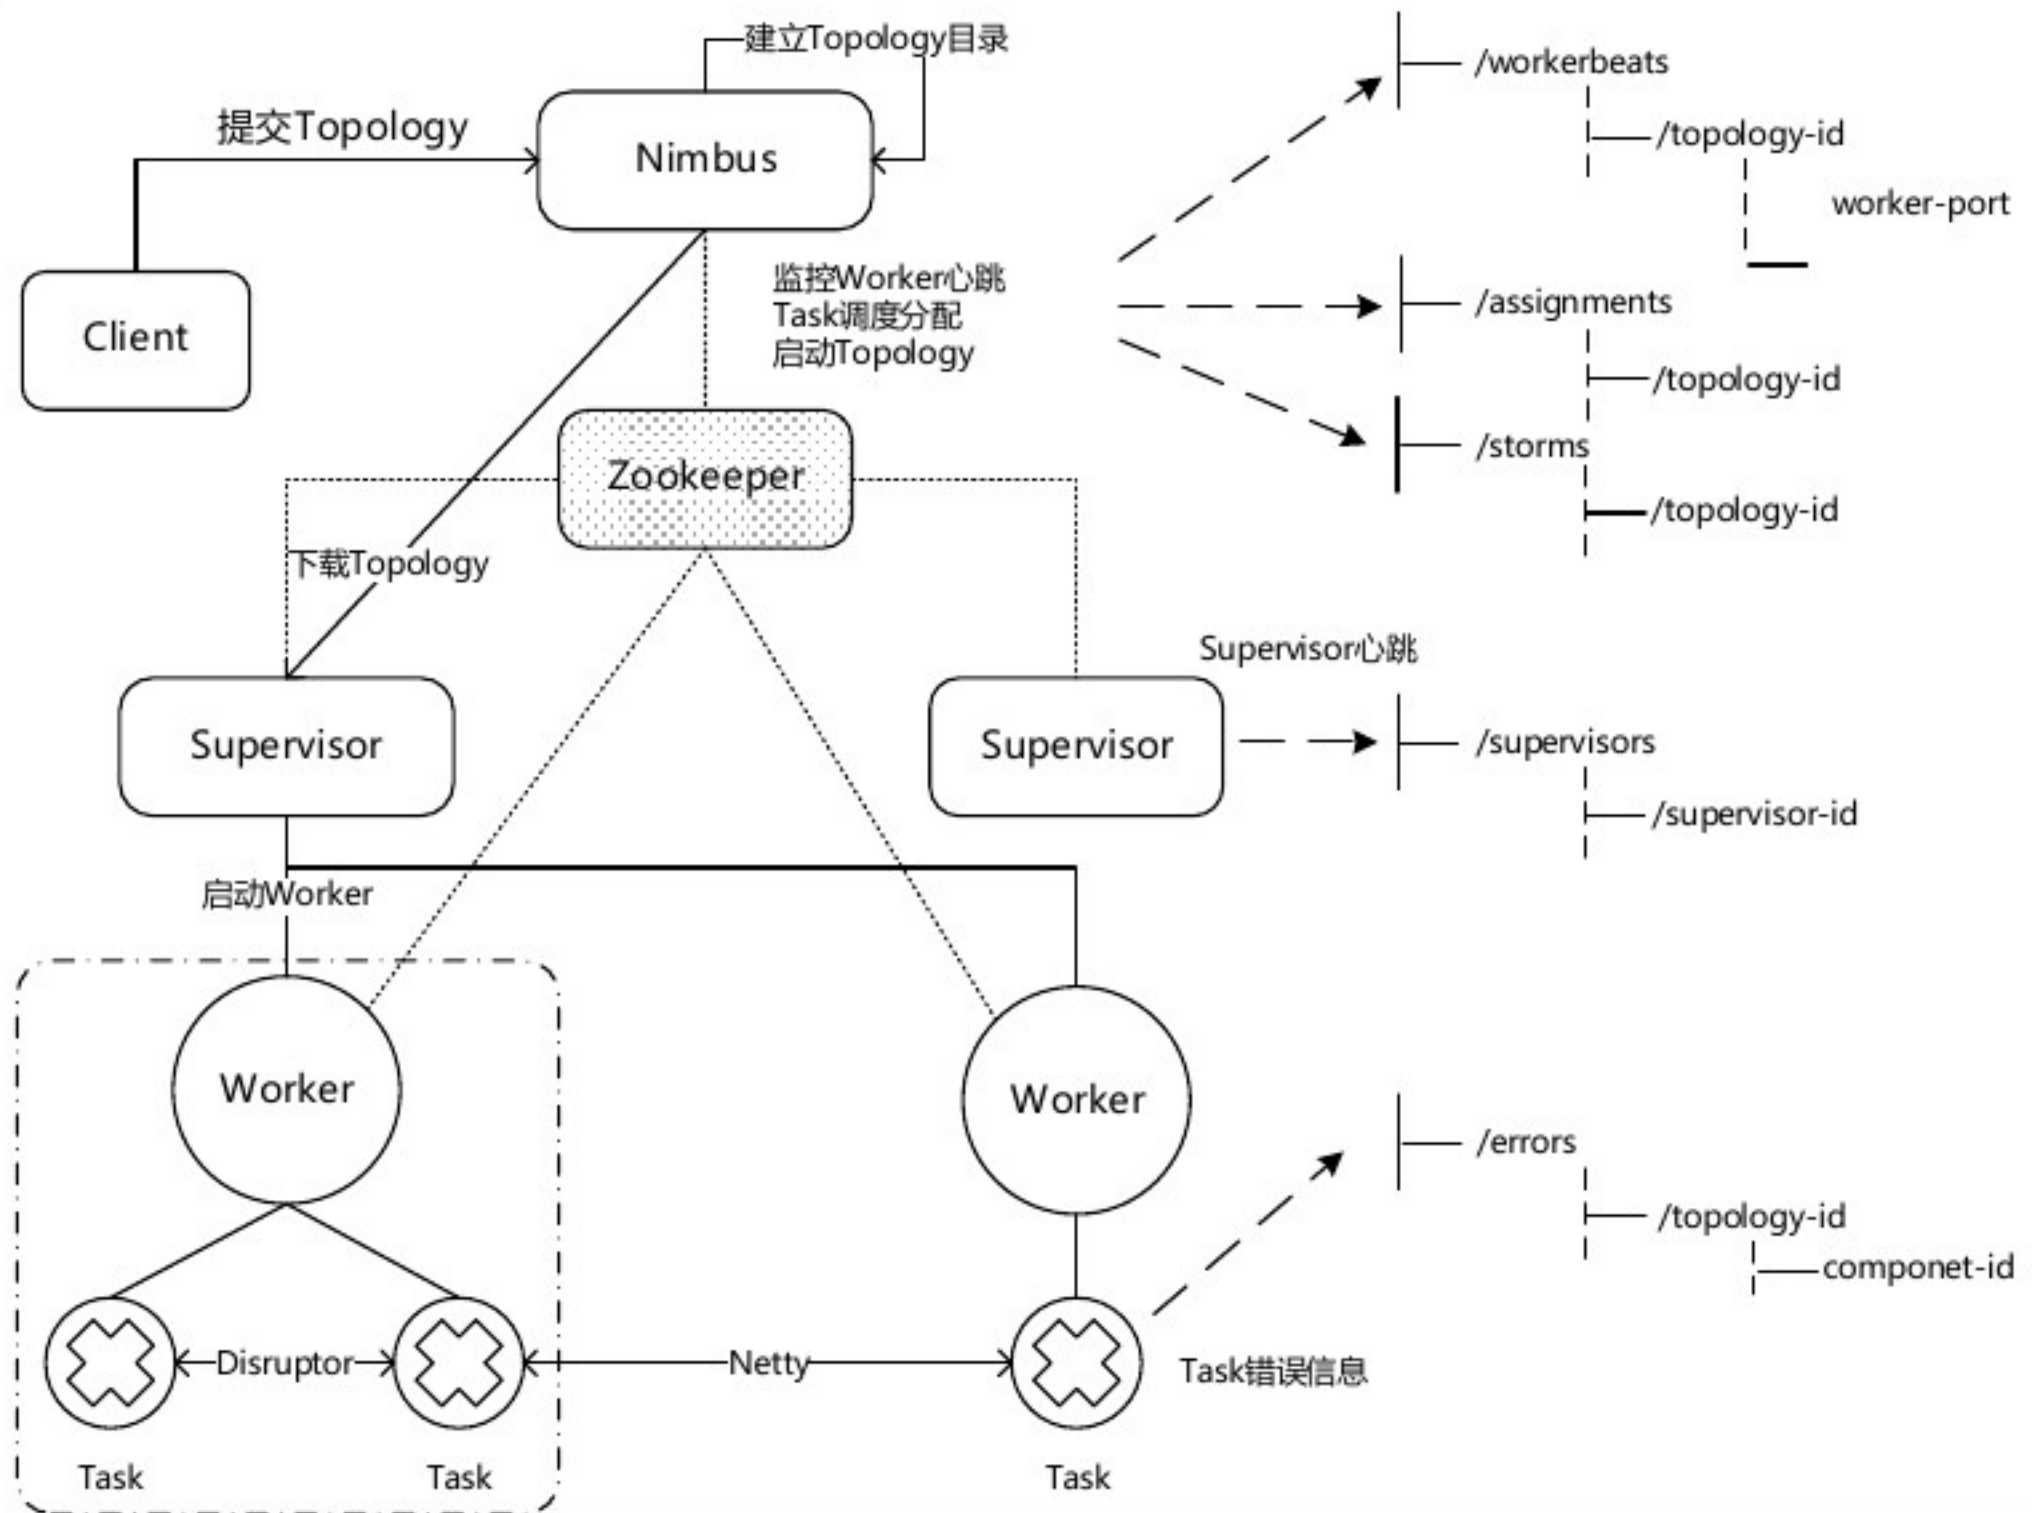 建立Topology目录
/workerbeats
提交Topology
/topology-id
Nimbus
worker-port
监控Worker心跳
Task调度分配
启动Topology
/assignments
Client
/topology-id
/storms
Zookeeper
/topology-id
下载Topology
Supervisor心跳
Supervisor
Supervisor
/supervisors
/supervisor-id
启动Worker
Worker
Worker
/errors
/topology-id
componet-id
Disruptor
Netty
Task错误信息
Task
Task
Task